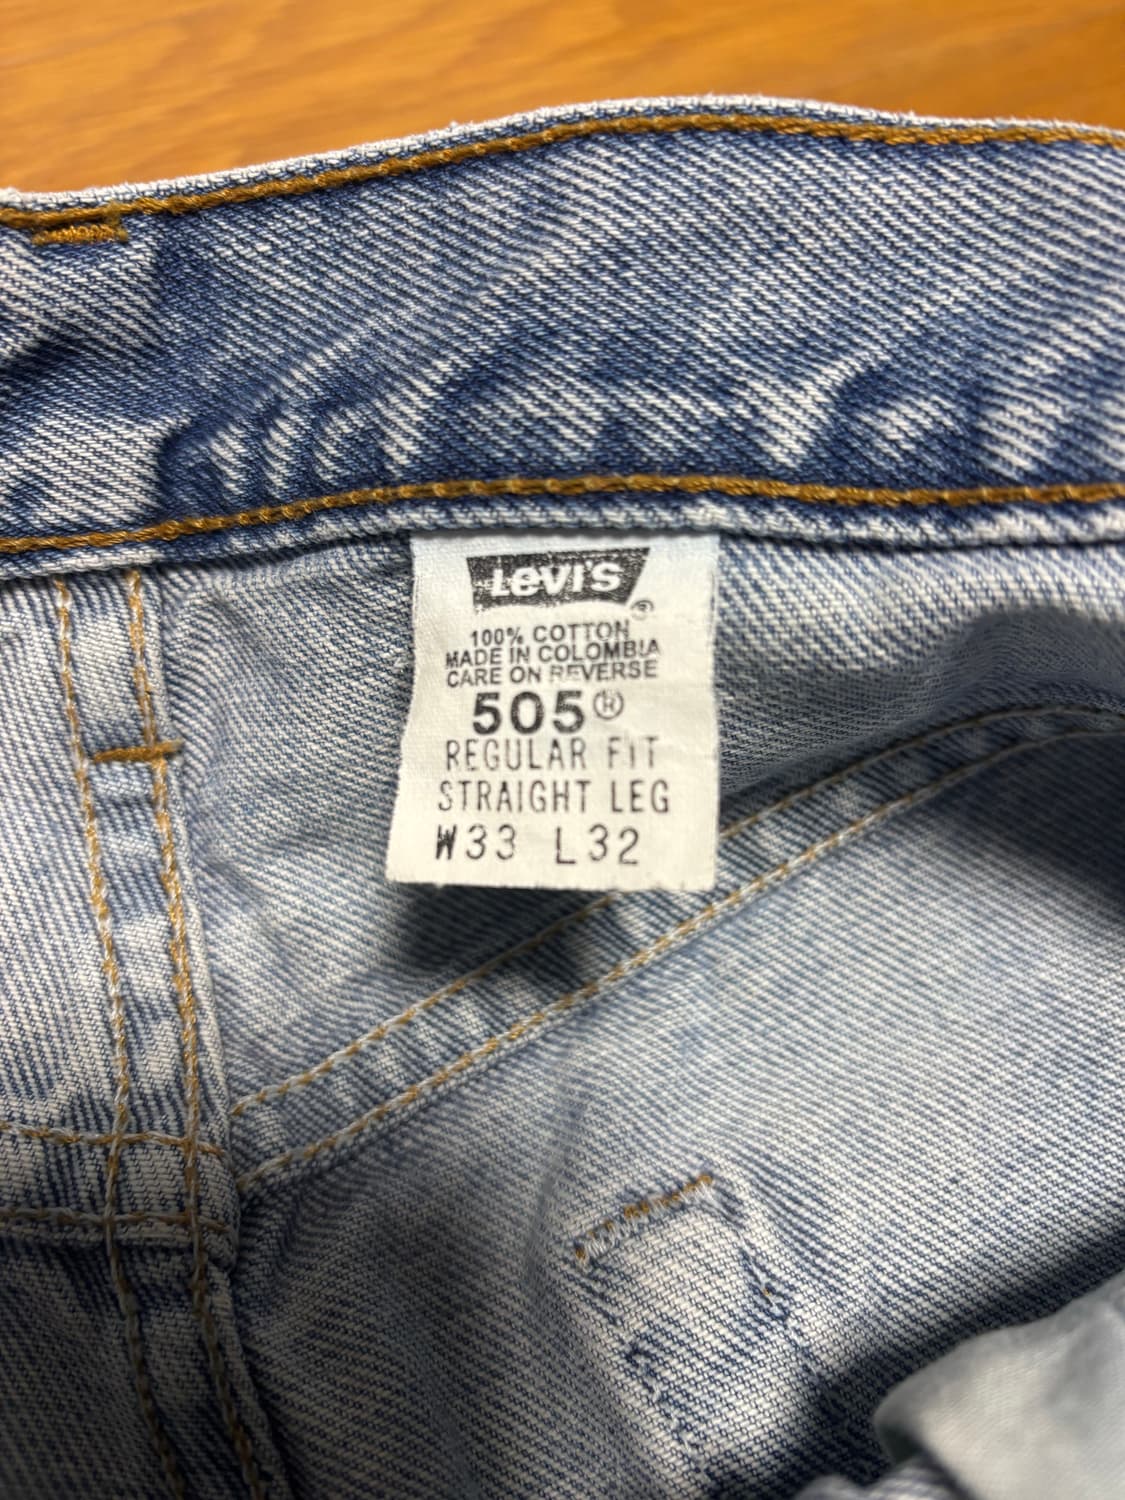 LEVI'S ®
100% COTTON
MADE IN COLOMBIA
CARE ON REVERSE
505®
REGULAR FIT
STRAIGHT LEG
W33 L32